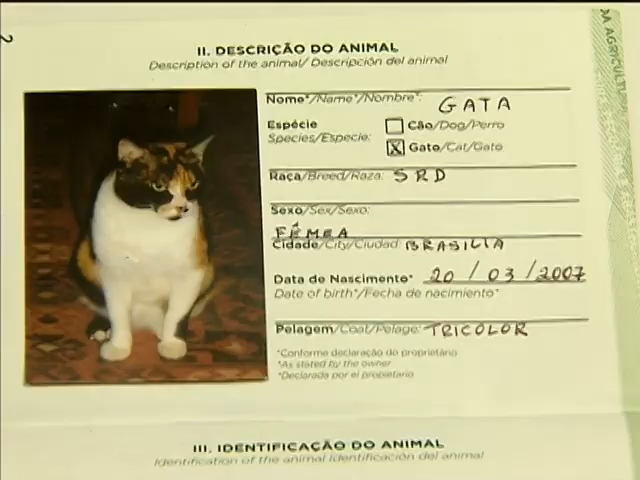 2
II. DESCRIÇÃO DO ANIMAL
Description of the animal/ Descripción del animal
Nome*/Name*/Nombre*: GATA
Espécie
Species/Especie:
Cão/Dog/Perro
X Gato/Cat/Gato
Raça/Breed/Raza: SRD
Sexo/Sex/Sexo:
FÊMEA
Cidade/City/Ciudad: BRASILIA
Data de Nascimento* 20/03/2007
Date of birth*/Fecha de nacimiento*
Pelagem/Coat/Pelage: TRICOLOR
*Conforme declaração do proprietário
*As stated by the owner
*Declarada por el propietario
III. IDENTIFICAÇÃO DO ANIMAL
Identification of the animal Identificación del animal